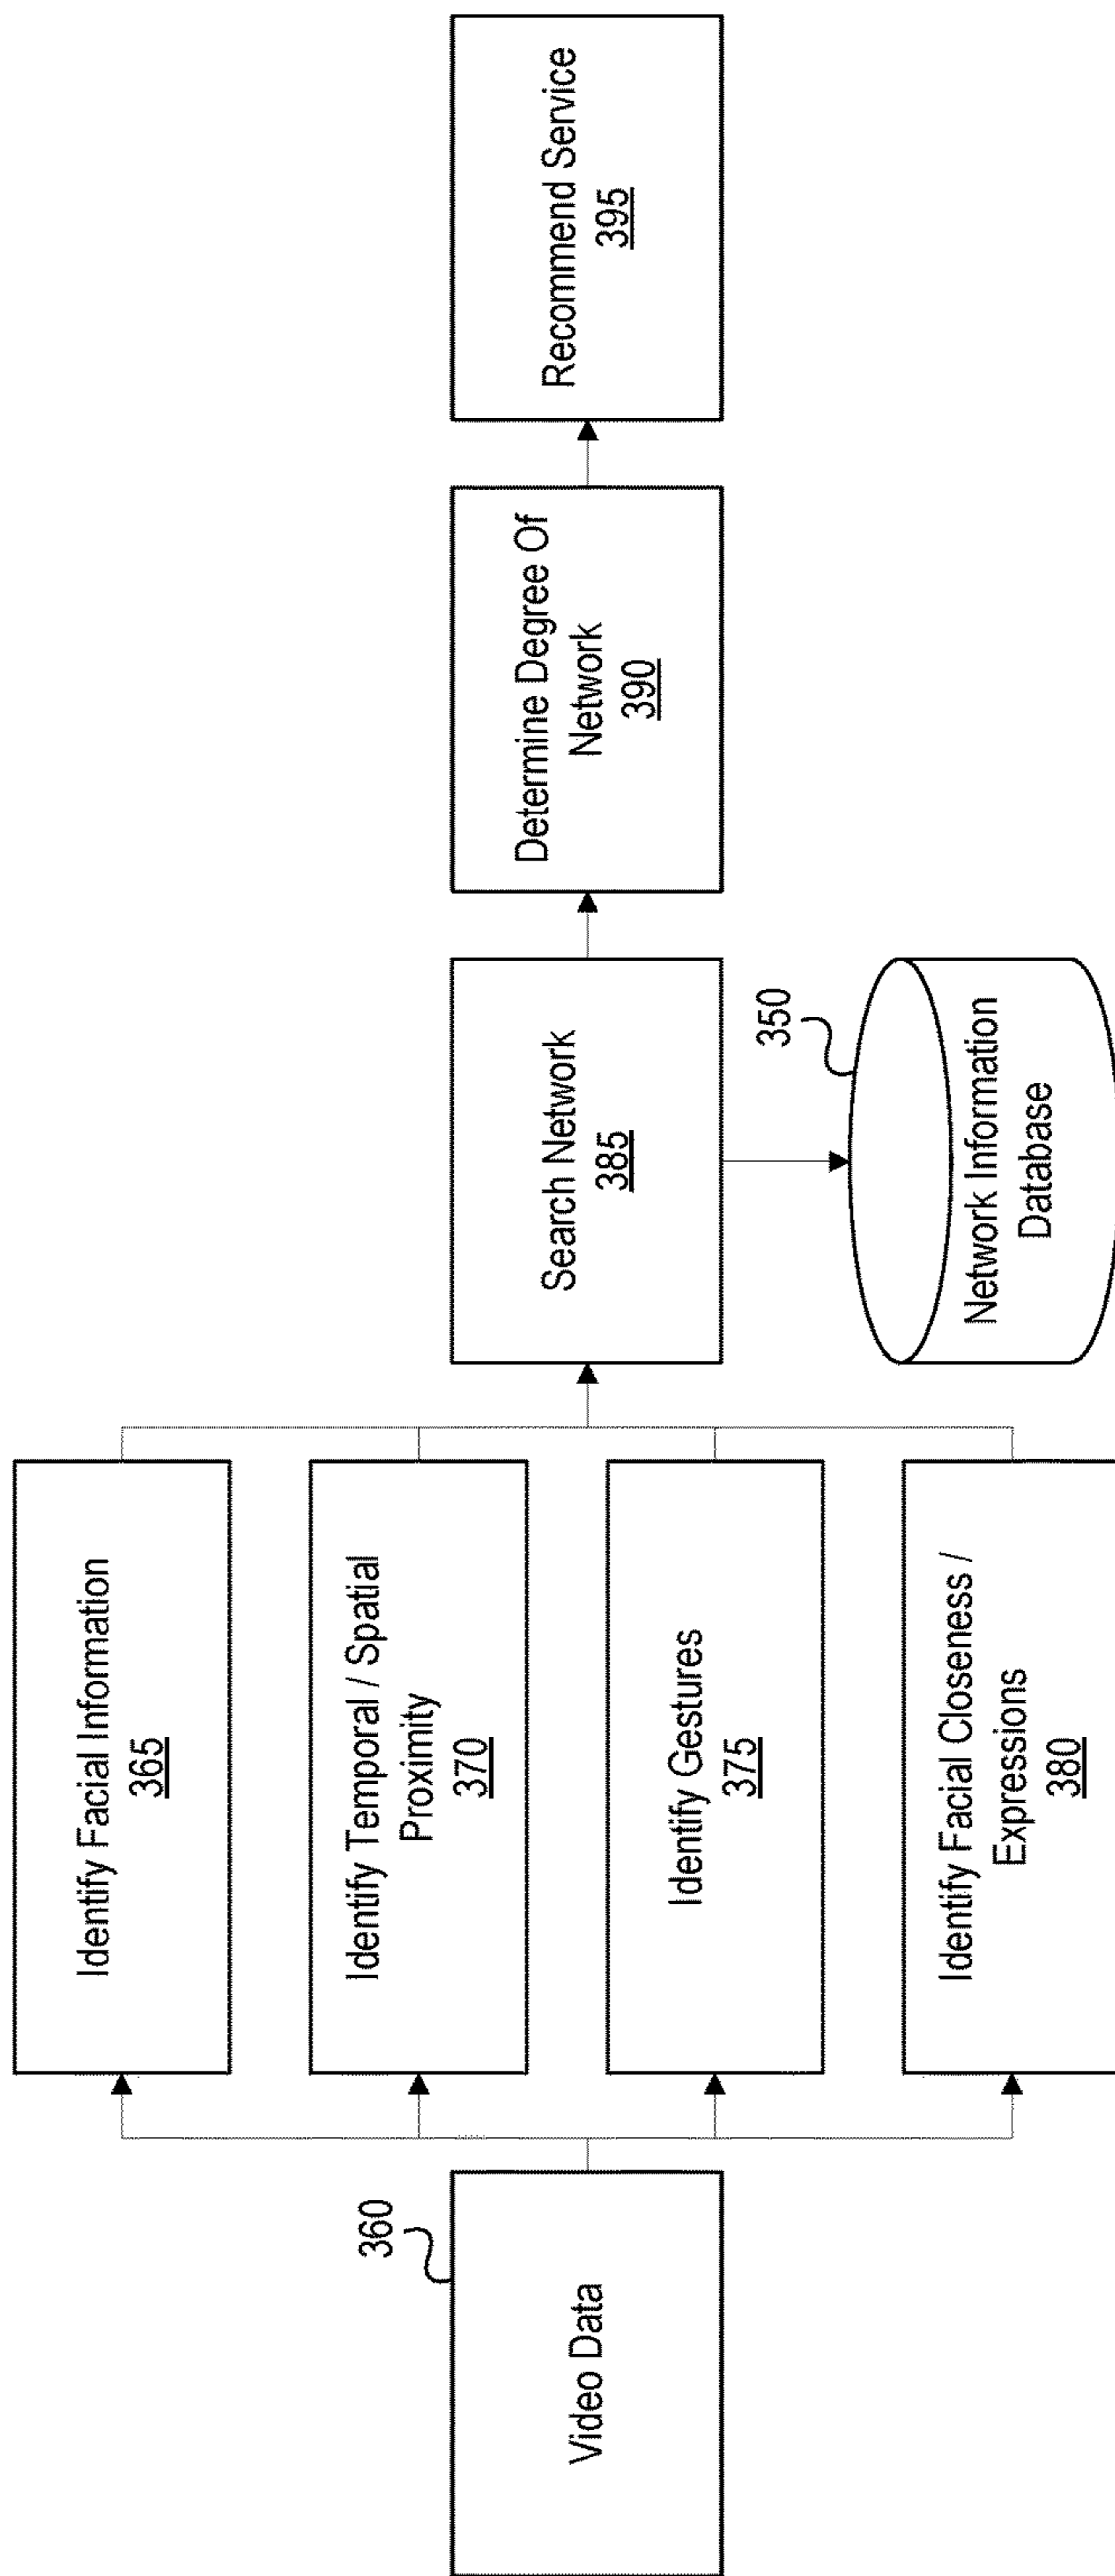 360
Video Data
Identify Facial Information
365
Identify Temporal / Spatial
Proximity
370
Identify Gestures
375
Identify Facial Closeness /
Expressions
380
Search Network
385
350
Network Information
Database
Determine Degree Of
Network
390
Recommend Service
395